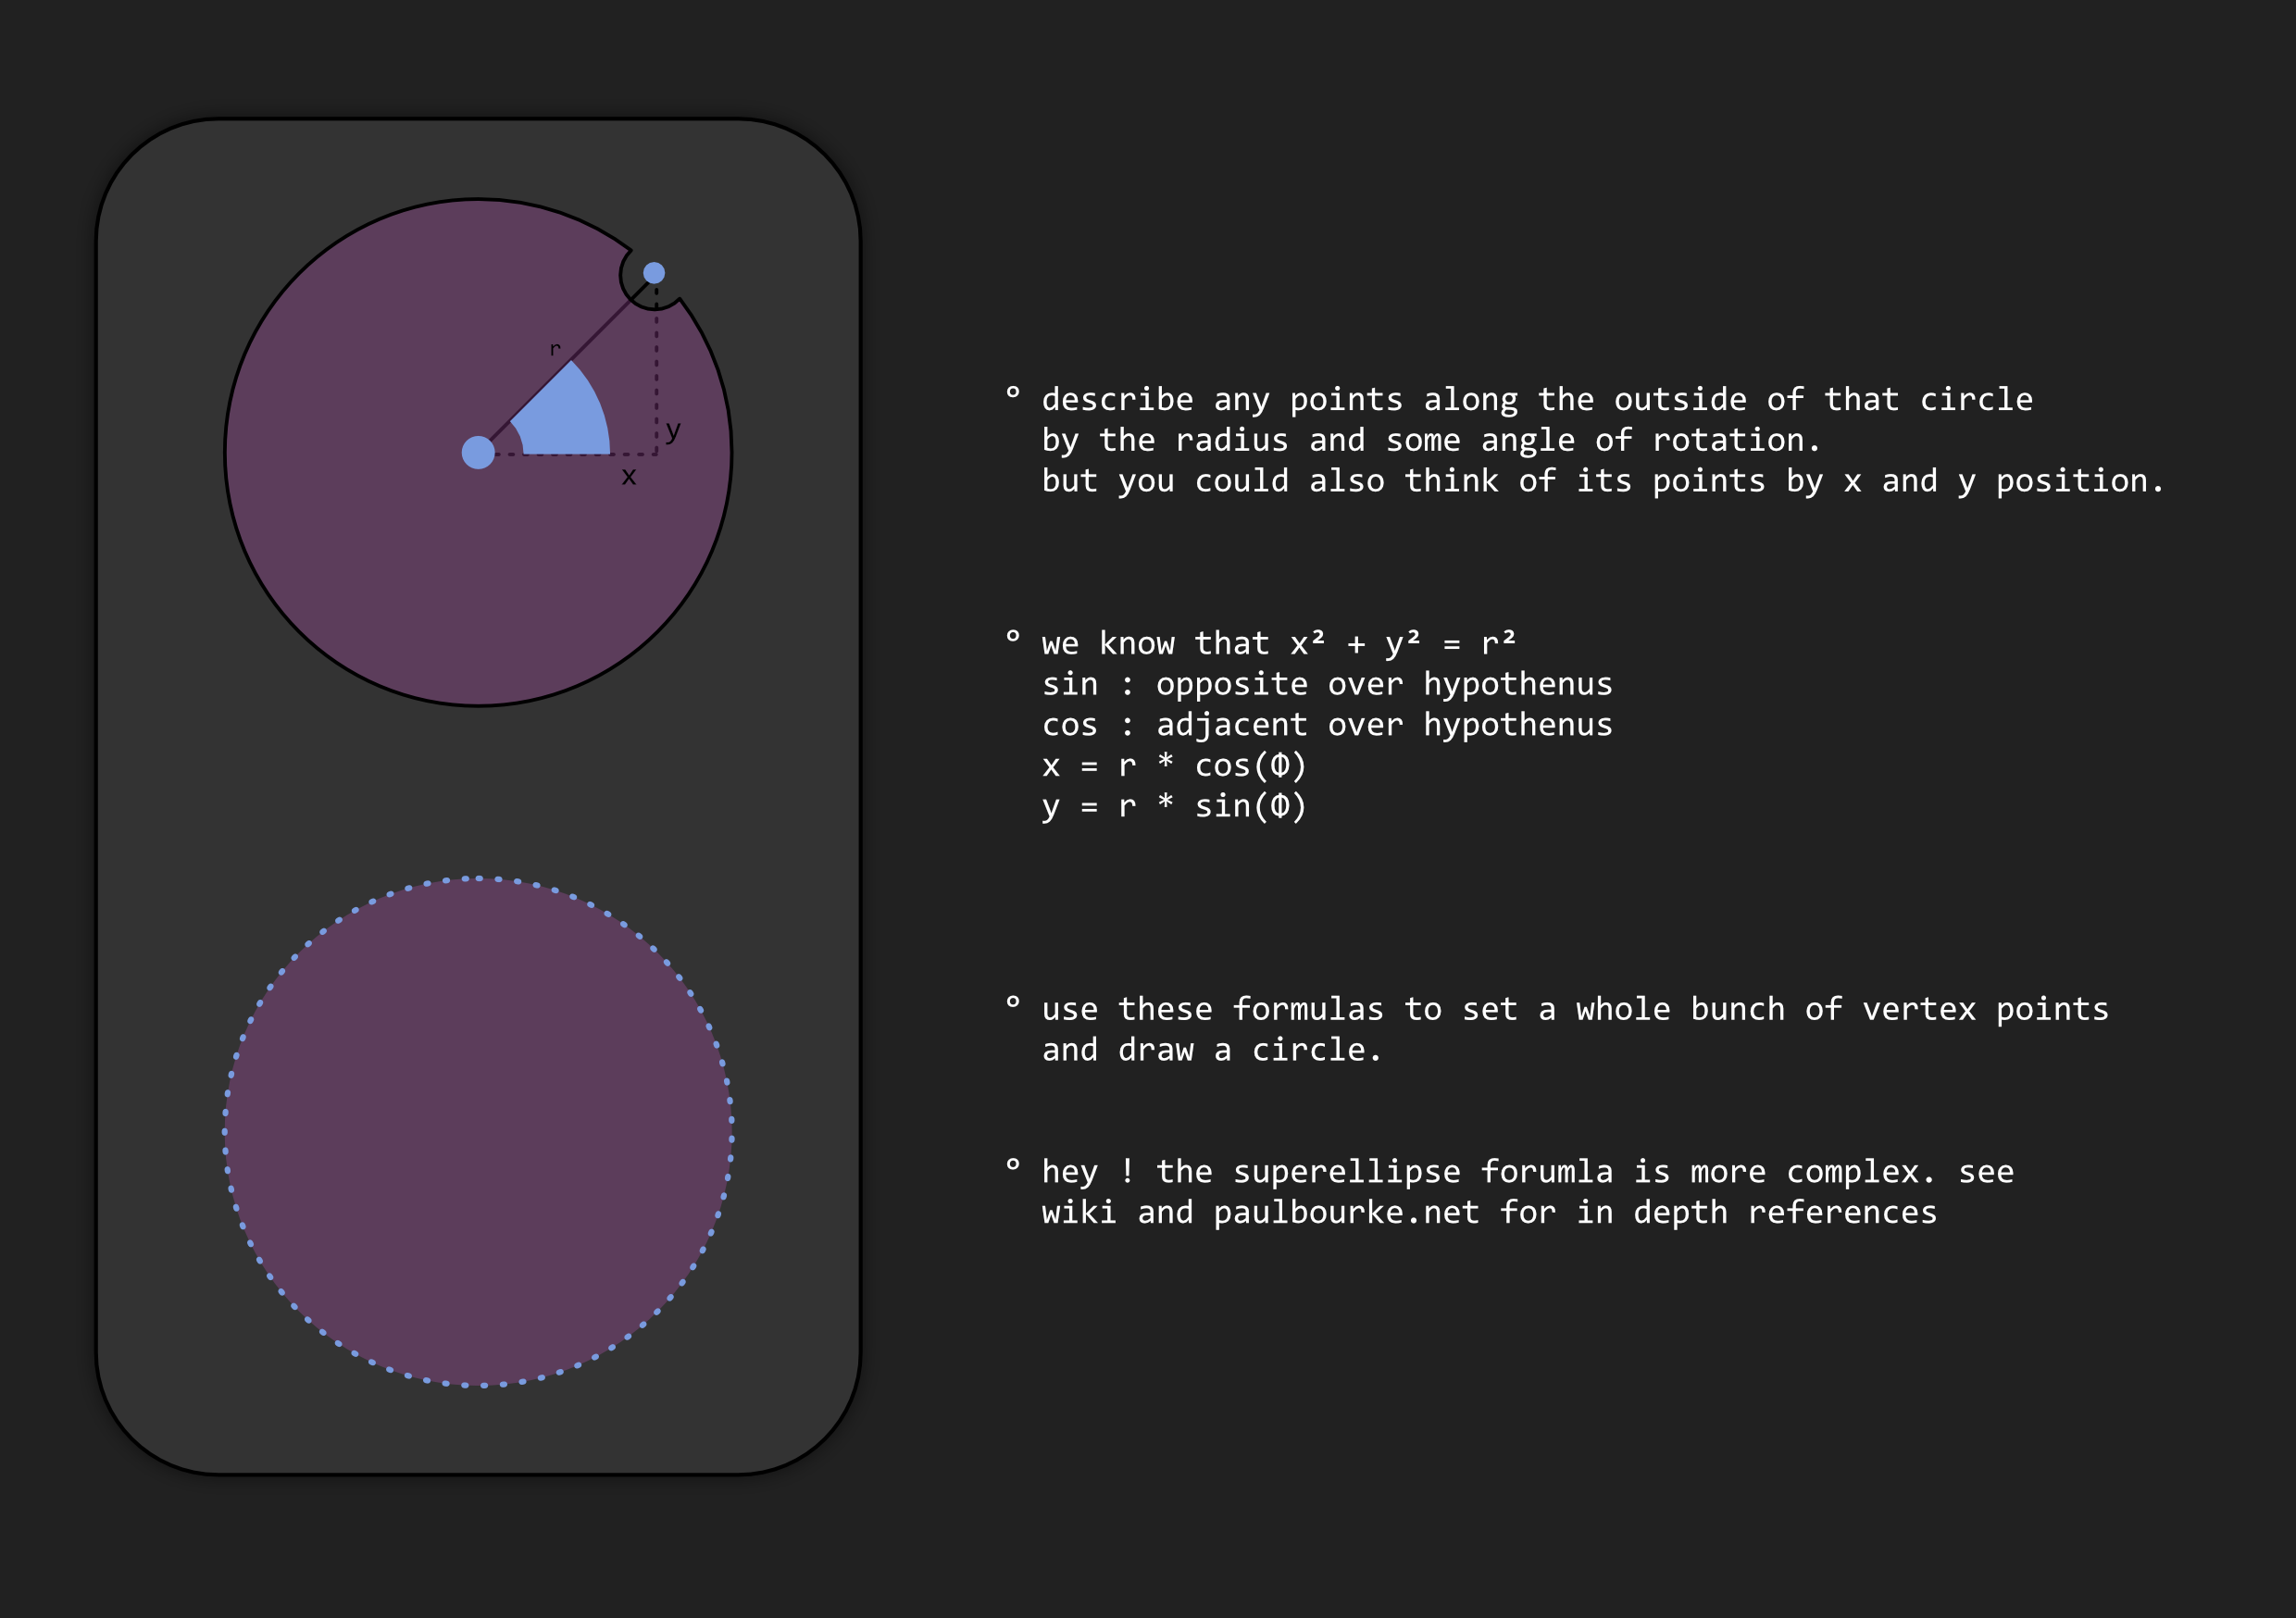 r
y
x
° describe any points along the outside of that circle
by the radius and some angle of rotation.
but you could also think of its points by x and y position.
° we know that x² + y² = r²
sin : opposite over hypothenus
cos : adjacent over hypothenus
x = r * cos(Φ)
y = r * sin(Φ)
° use these formulas to set a whole bunch of vertex points
and draw a circle.
° hey ! the superellipse forumla is more complex. see
wiki and paulbourke.net for in depth references